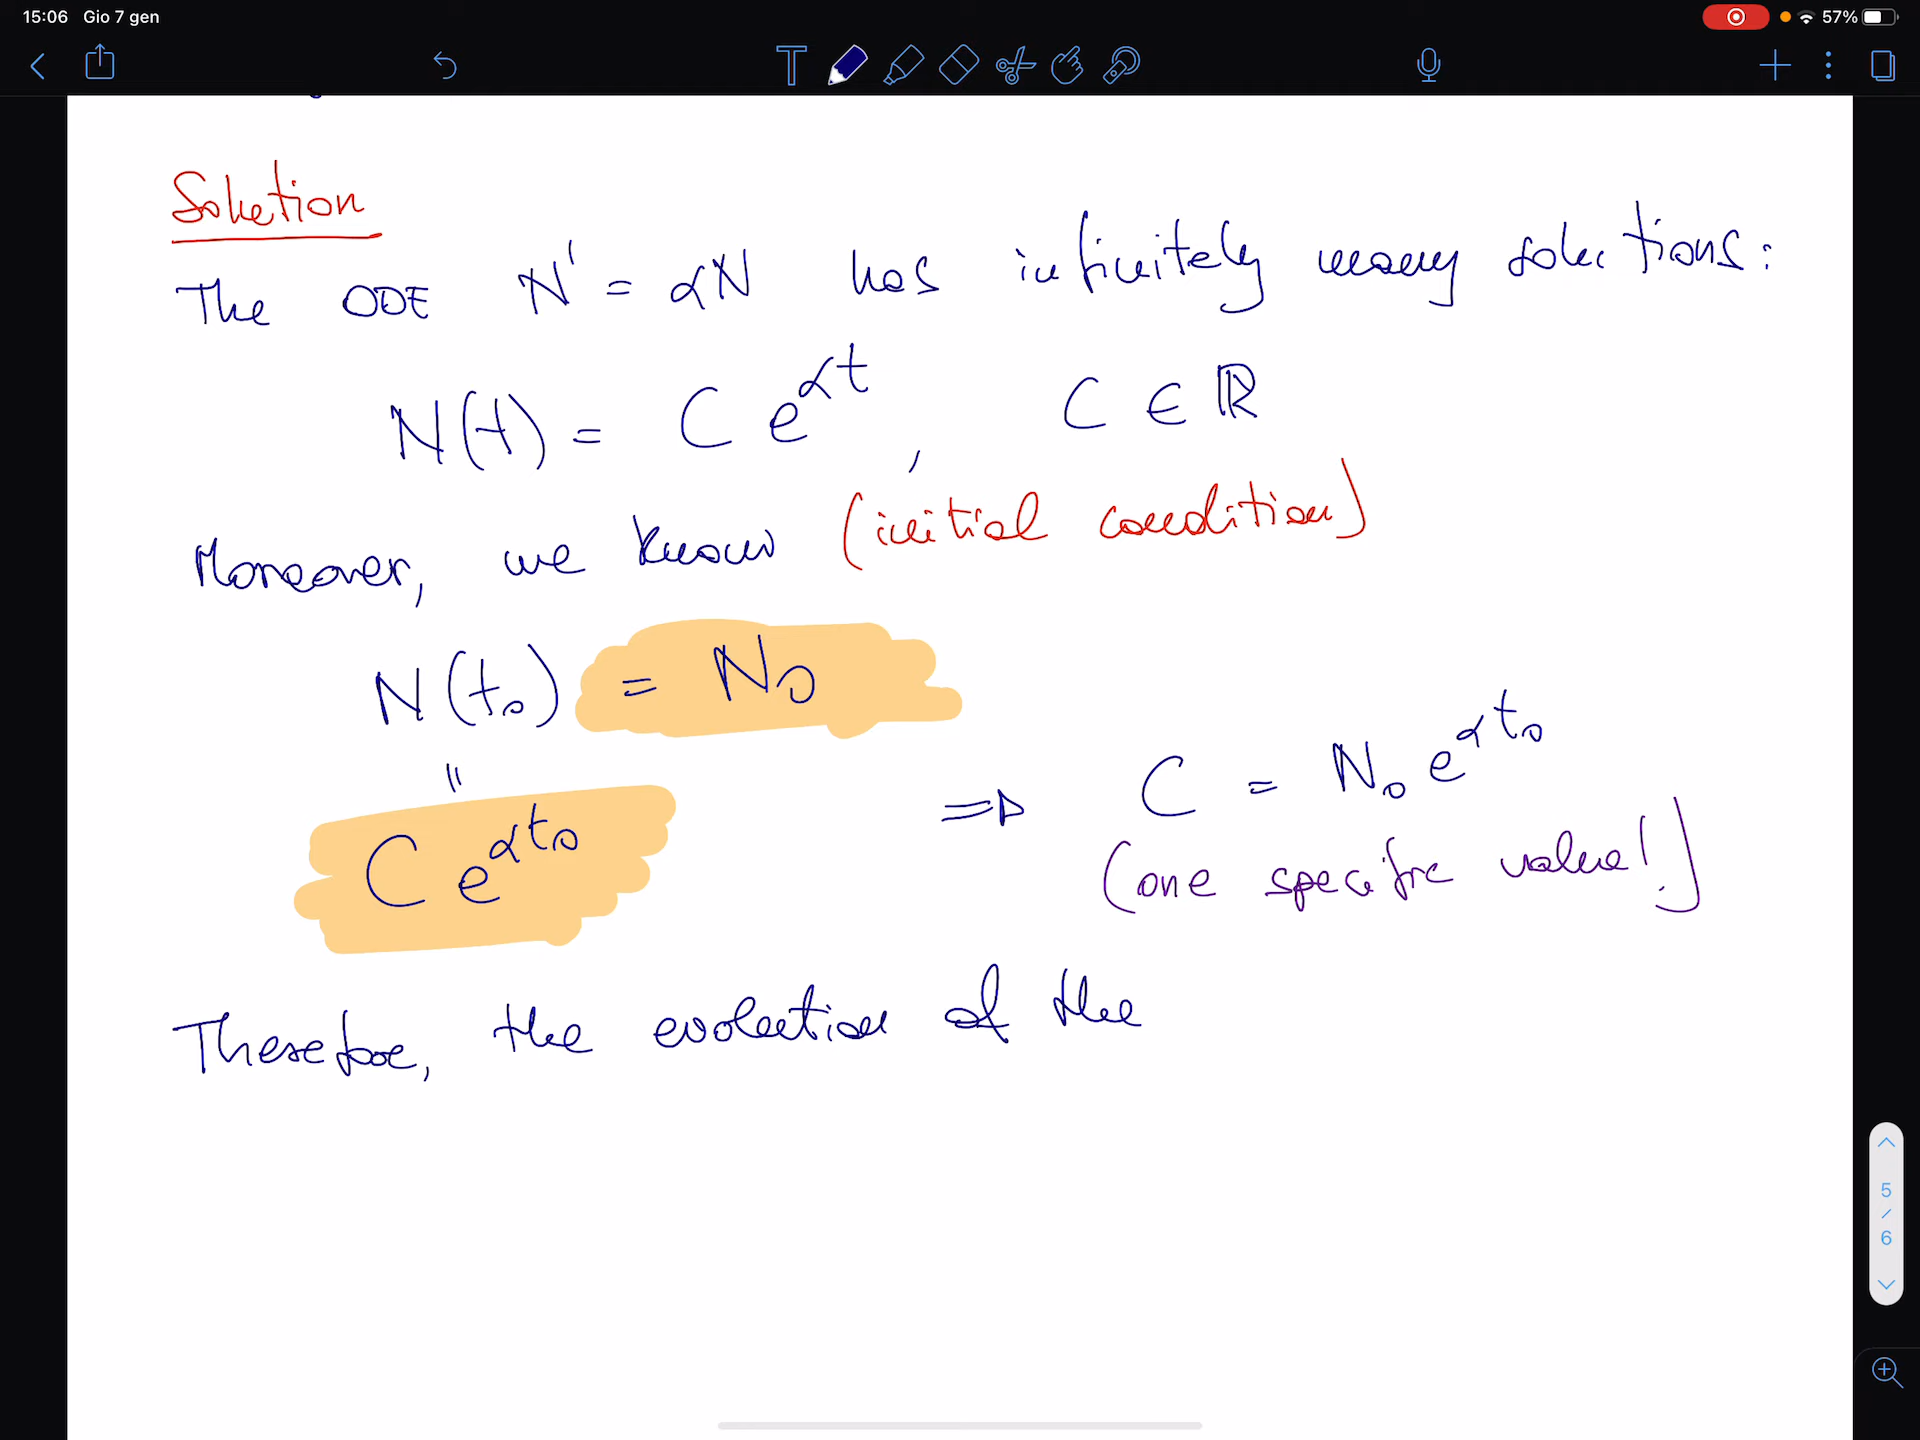 15:06 Gio 7 gen 57%
Solution
The ODE N' = αN has infinitely many solutions:
N(t) = C e^{αt}, C ∈ ℝ
Moreover, we know (initial condition)
N(t₀) = N₀
"
C e^{αt₀} ⇒ C = N₀ e^{αt₀}
(one specific value!)
Therefore, the evolution of the
5
/
6